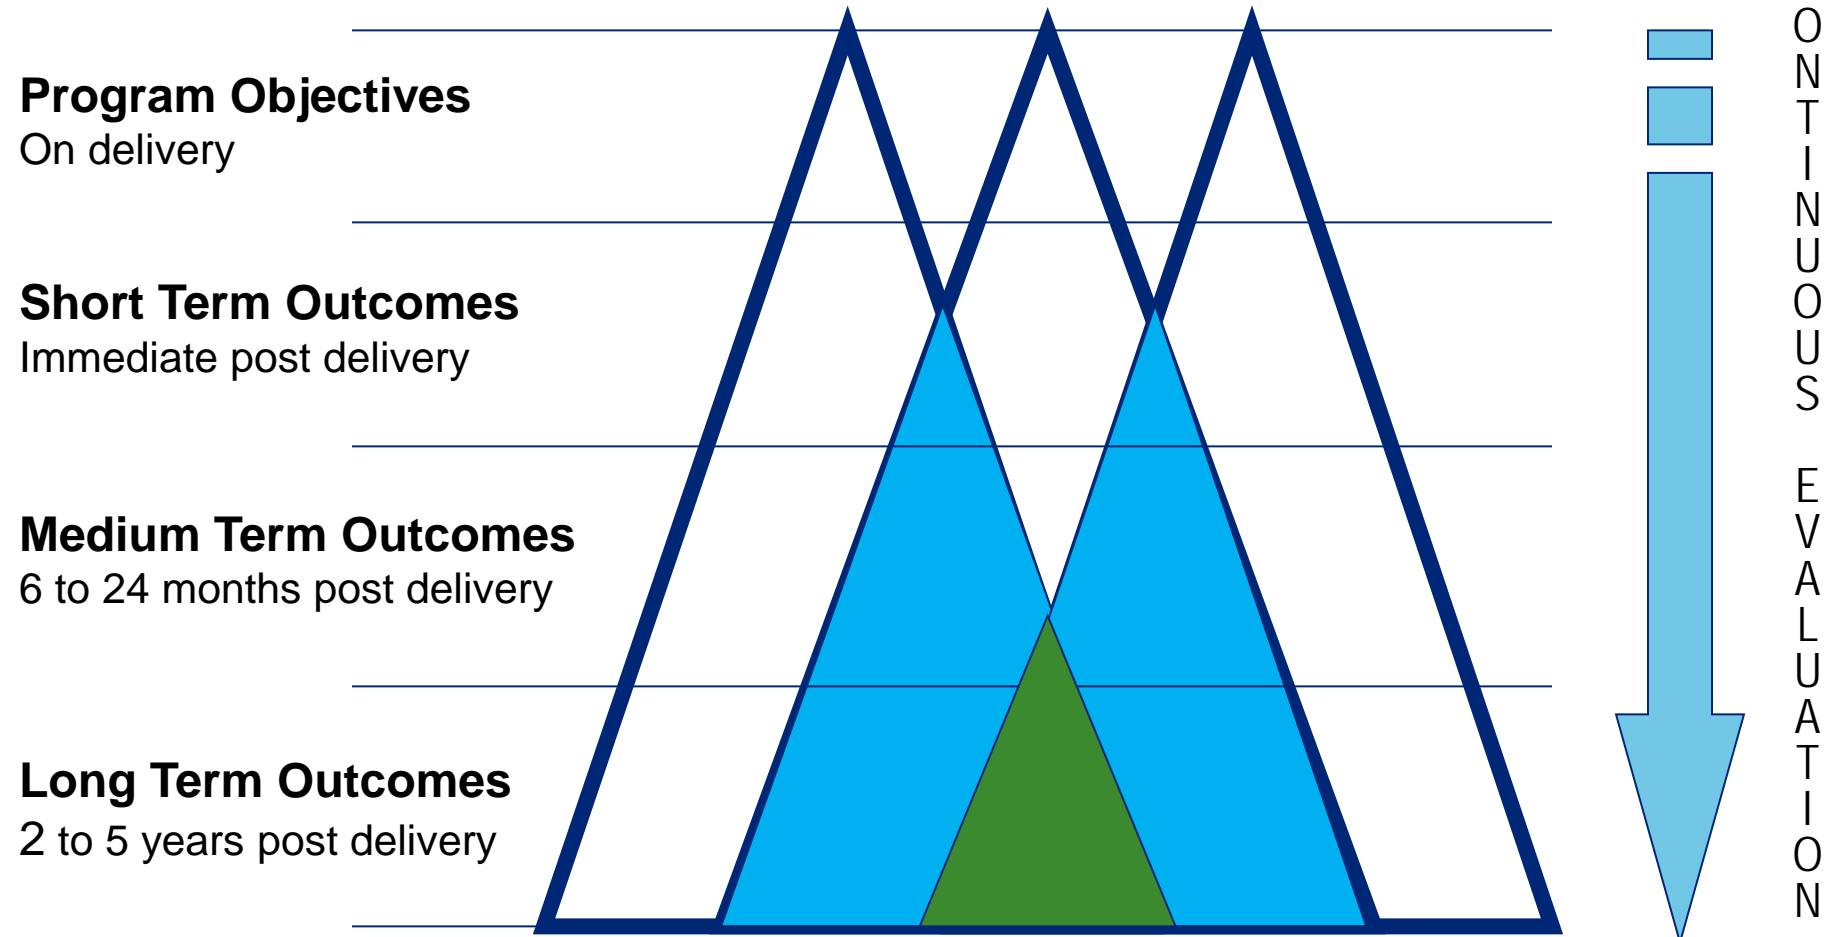 Program Objectives
On delivery
Short Term Outcomes
Immediate post delivery
Medium Term Outcomes
6 to 24 months post delivery
Long Term Outcomes
2 to 5 years post delivery
ONTINUOUS EVALUATION